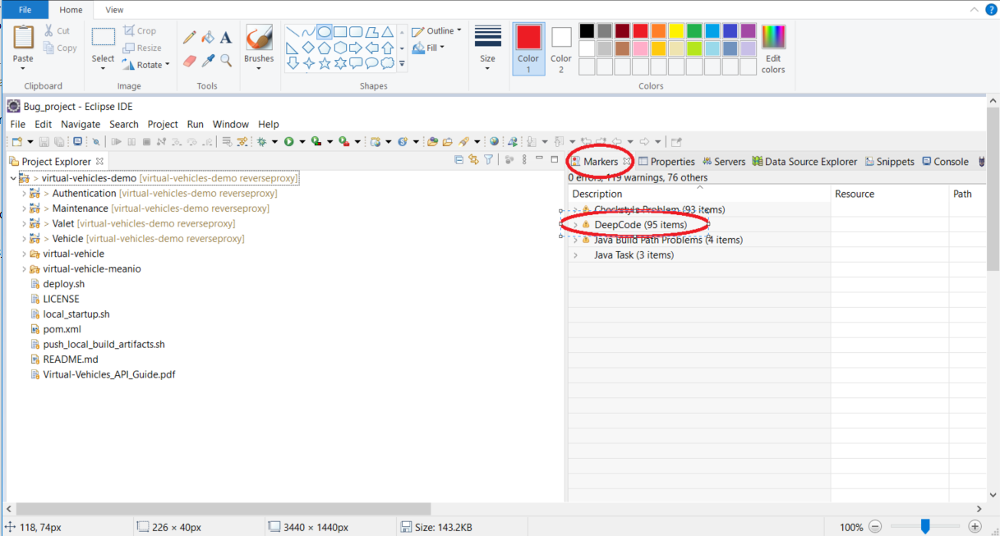 File Home View
Paste Cut Copy Clipboard
Select Crop Resize Rotate Image
Tools
Brushes
Shapes
Outline Fill
Size
Color 1 Color 2 Edit colors Colors
Bug_project - Eclipse IDE
File Edit Navigate Search Project Run Window Help
Project Explorer
> virtual-vehicles-demo [virtual-vehicles-demo reverseproxy]
> Authentication [virtual-vehicles-demo reverseproxy]
> Maintenance [virtual-vehicles-demo reverseproxy]
> Valet [virtual-vehicles-demo reverseproxy]
> Vehicle [virtual-vehicles-demo reverseproxy]
virtual-vehicle
virtual-vehicle-meanio
deploy.sh
LICENSE
local_startup.sh
pom.xml
push_local_build_artifacts.sh
README.md
Virtual-Vehicles_API_Guide.pdf
Markers Properties Servers Data Source Explorer Snippets Console
0 errors, 119 warnings, 76 others
Description Resource Path
Checkstyle Problem (93 items)
DeepCode (95 items)
Java Build Path Problems (4 items)
Java Task (3 items)
118, 74px 226 × 40px 3440 × 1440px Size: 143.2KB 100%